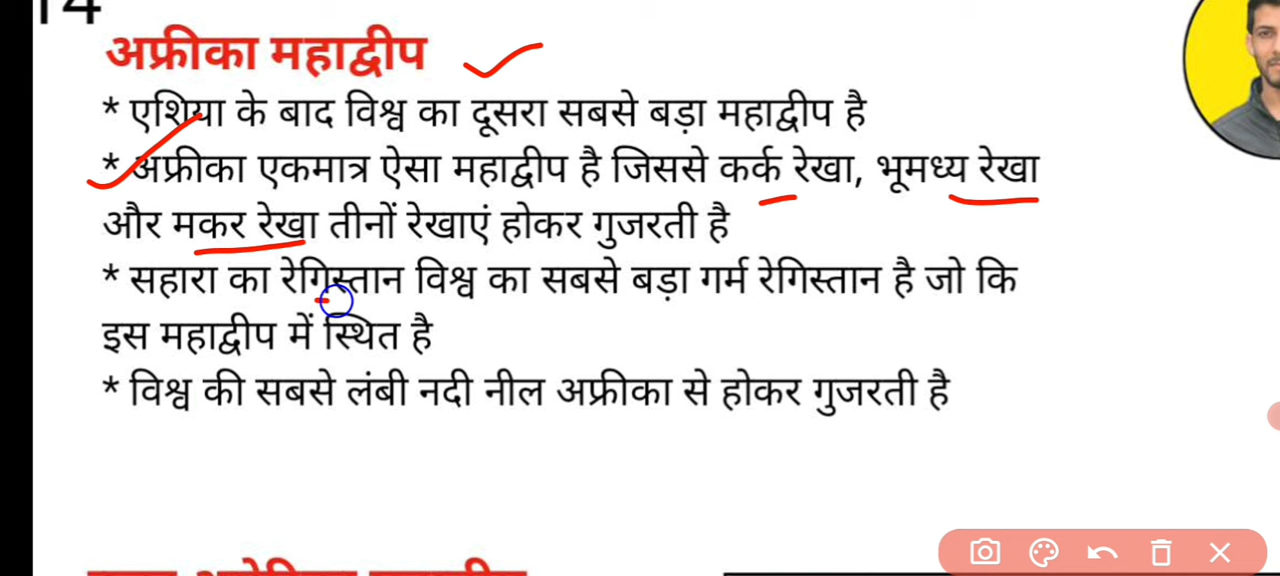 14
अफ्रीका महाद्वीप
* एशिया के बाद विश्व का दूसरा सबसे बड़ा महाद्वीप है
* अफ्रीका एकमात्र ऐसा महाद्वीप है जिससे कर्क रेखा, भूमध्य रेखा
और मकर रेखा तीनों रेखाएं होकर गुजरती है
* सहारा का रेगिस्तान विश्व का सबसे बड़ा गर्म रेगिस्तान है जो कि
इस महाद्वीप में स्थित है
* विश्व की सबसे लंबी नदी नील अफ्रीका से होकर गुजरती है